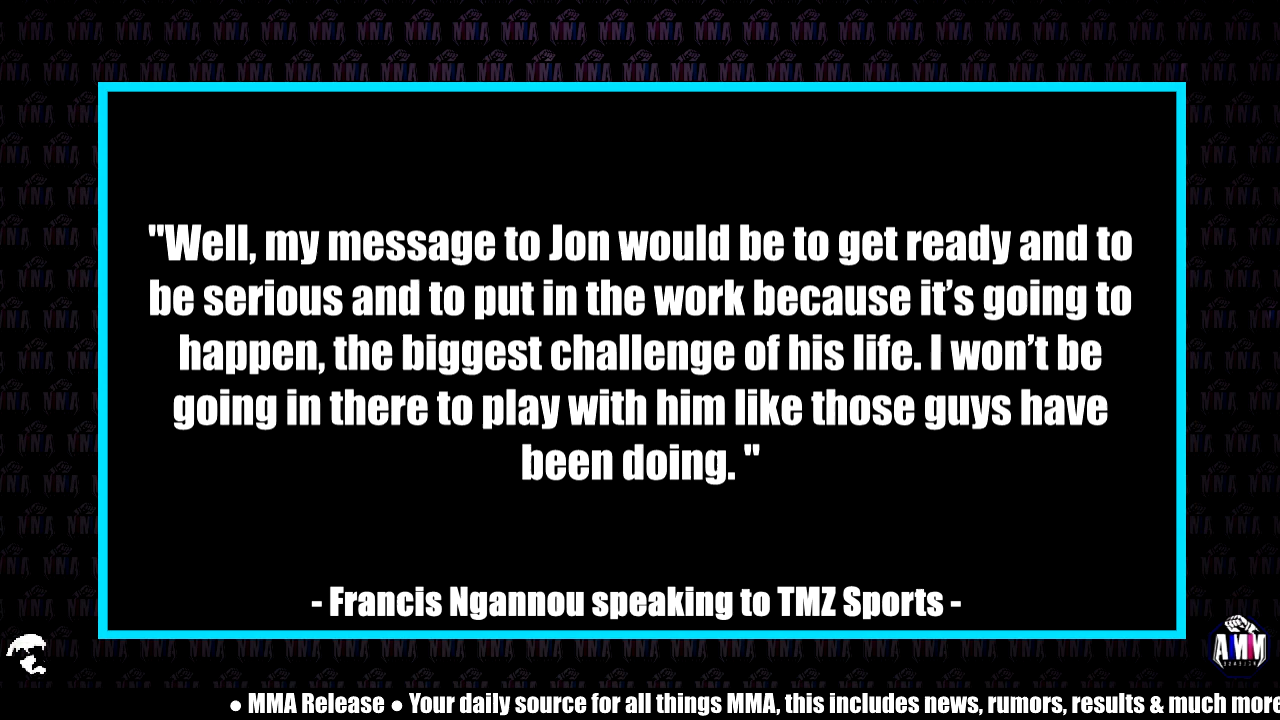 "Well, my message to Jon would be to get ready and to
be serious and to put in the work because it’s going to
happen, the biggest challenge of his life. I won’t be
going in there to play with him like those guys have
been doing. "
- Francis Ngannou speaking to TMZ Sports -
● MMA Release ● Your daily source for all things MMA, this includes news, rumors, results & much more